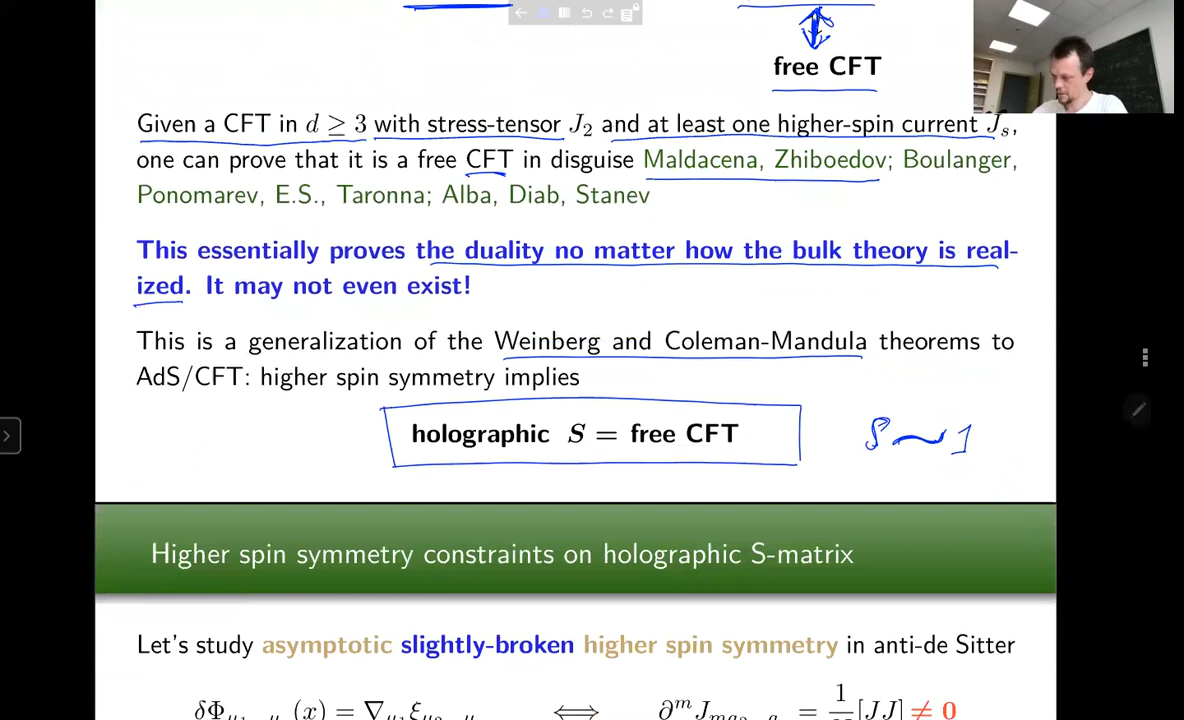 free CFT
Given a CFT in d ≥ 3 with stress-tensor J₂ and at least one higher-spin current Jₛ,
one can prove that it is a free CFT in disguise Maldacena, Zhiboedov; Boulanger,
Ponomarev, E.S., Taronna; Alba, Diab, Stanev
This essentially proves the duality no matter how the bulk theory is real-
ized. It may not even exist!
This is a generalization of the Weinberg and Coleman-Mandula theorems to
AdS/CFT: higher spin symmetry implies
holographic S = free CFT
S ~ 1
Higher spin symmetry constraints on holographic S-matrix
Let's study asymptotic slightly-broken higher spin symmetry in anti-de Sitter
δΦ (x) = ∇ ξ ⟺ ∂ᵐJ = 1 [JJ] ≠ 0